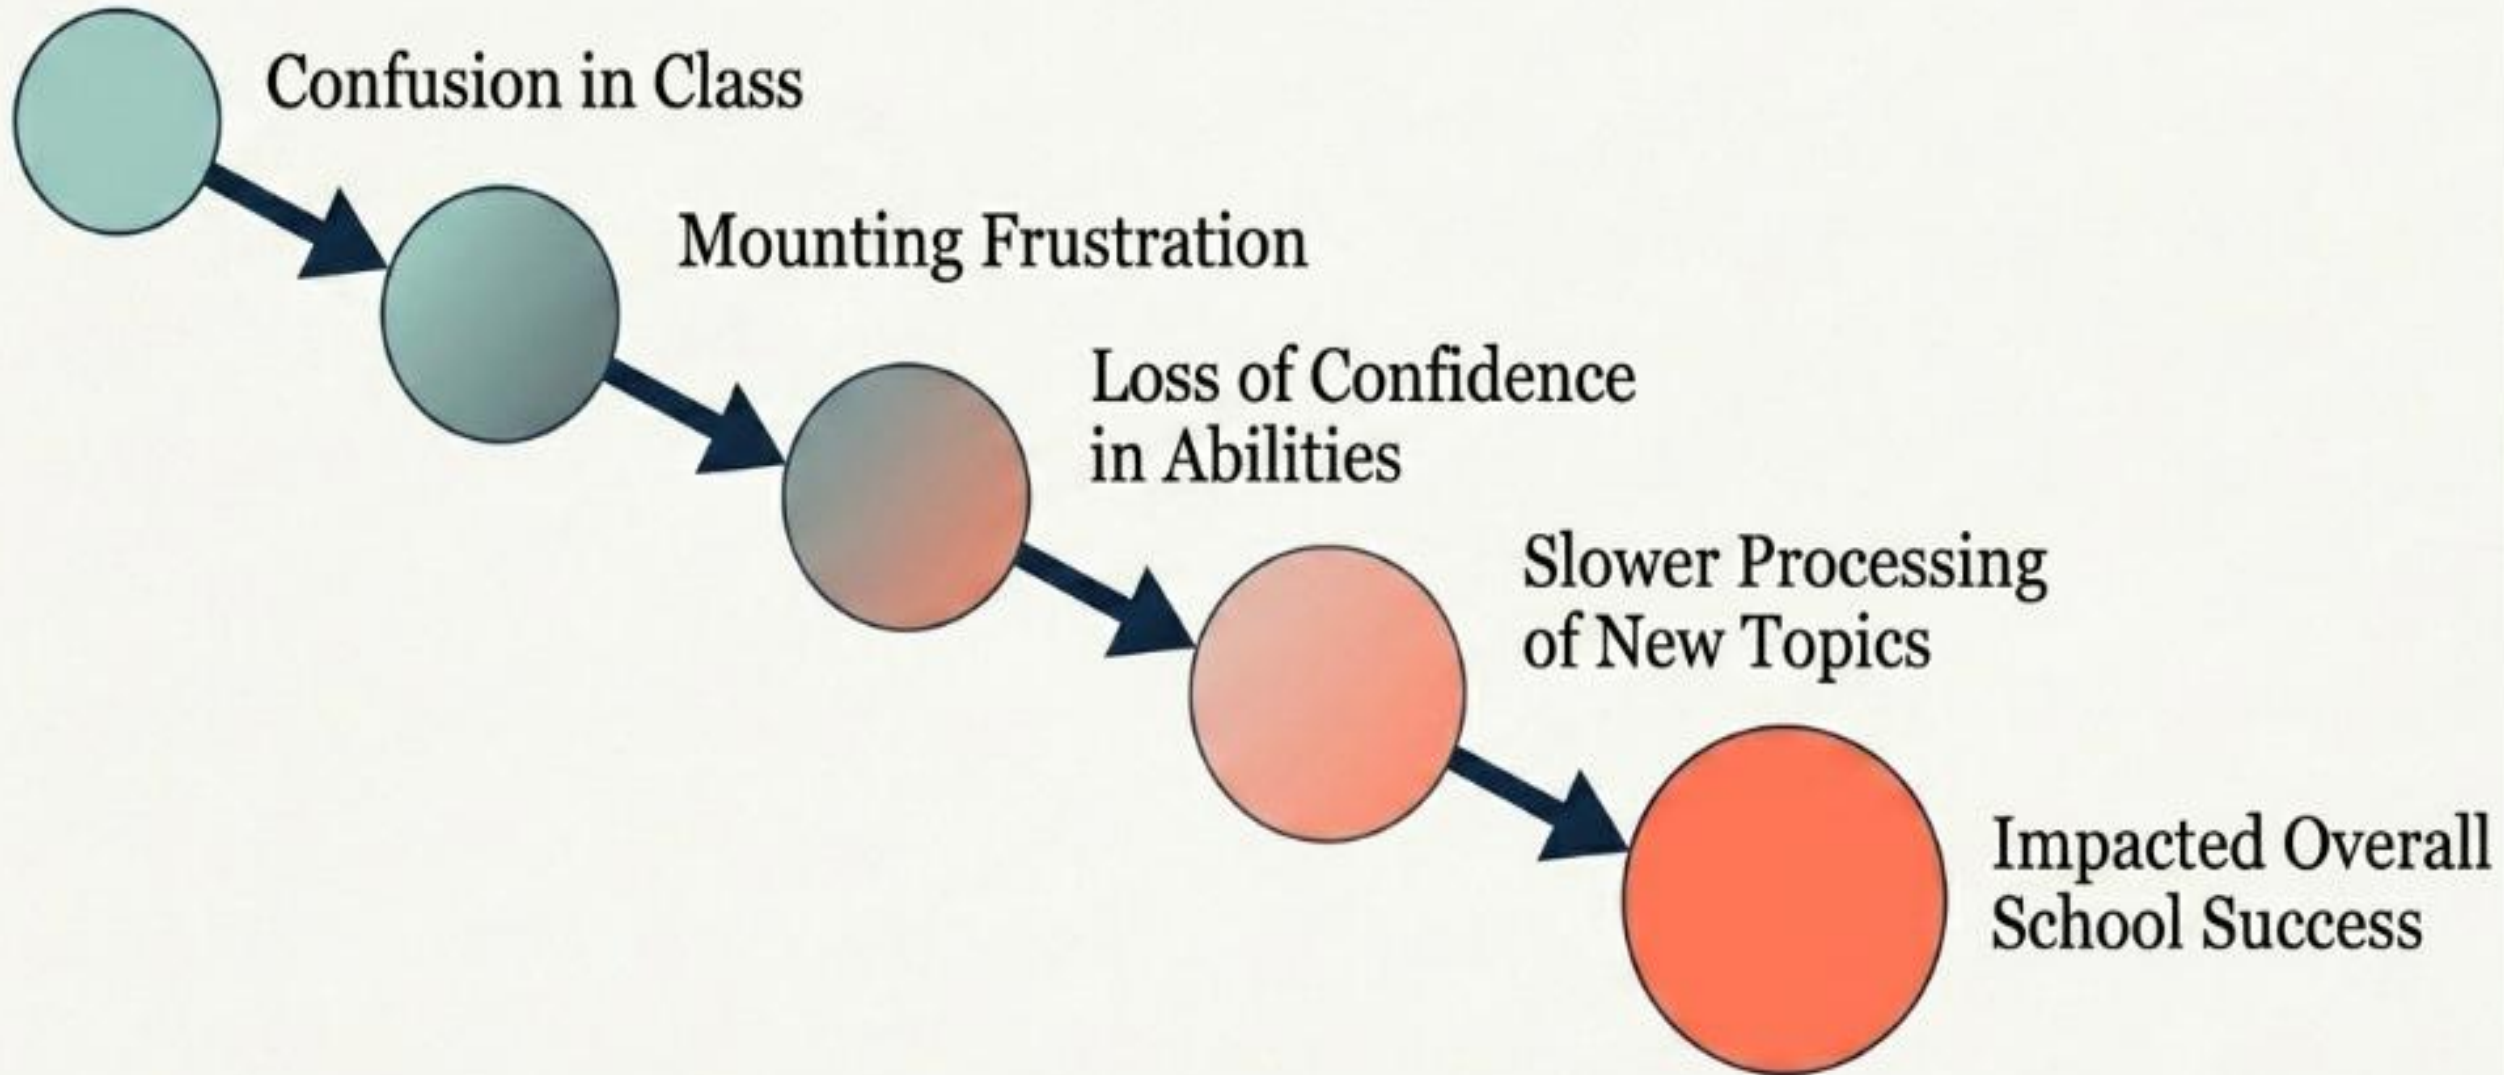 Confusion in Class
Mounting Frustration
Loss of Confidence
in Abilities
Slower Processing
of New Topics
Impacted Overall
School Success